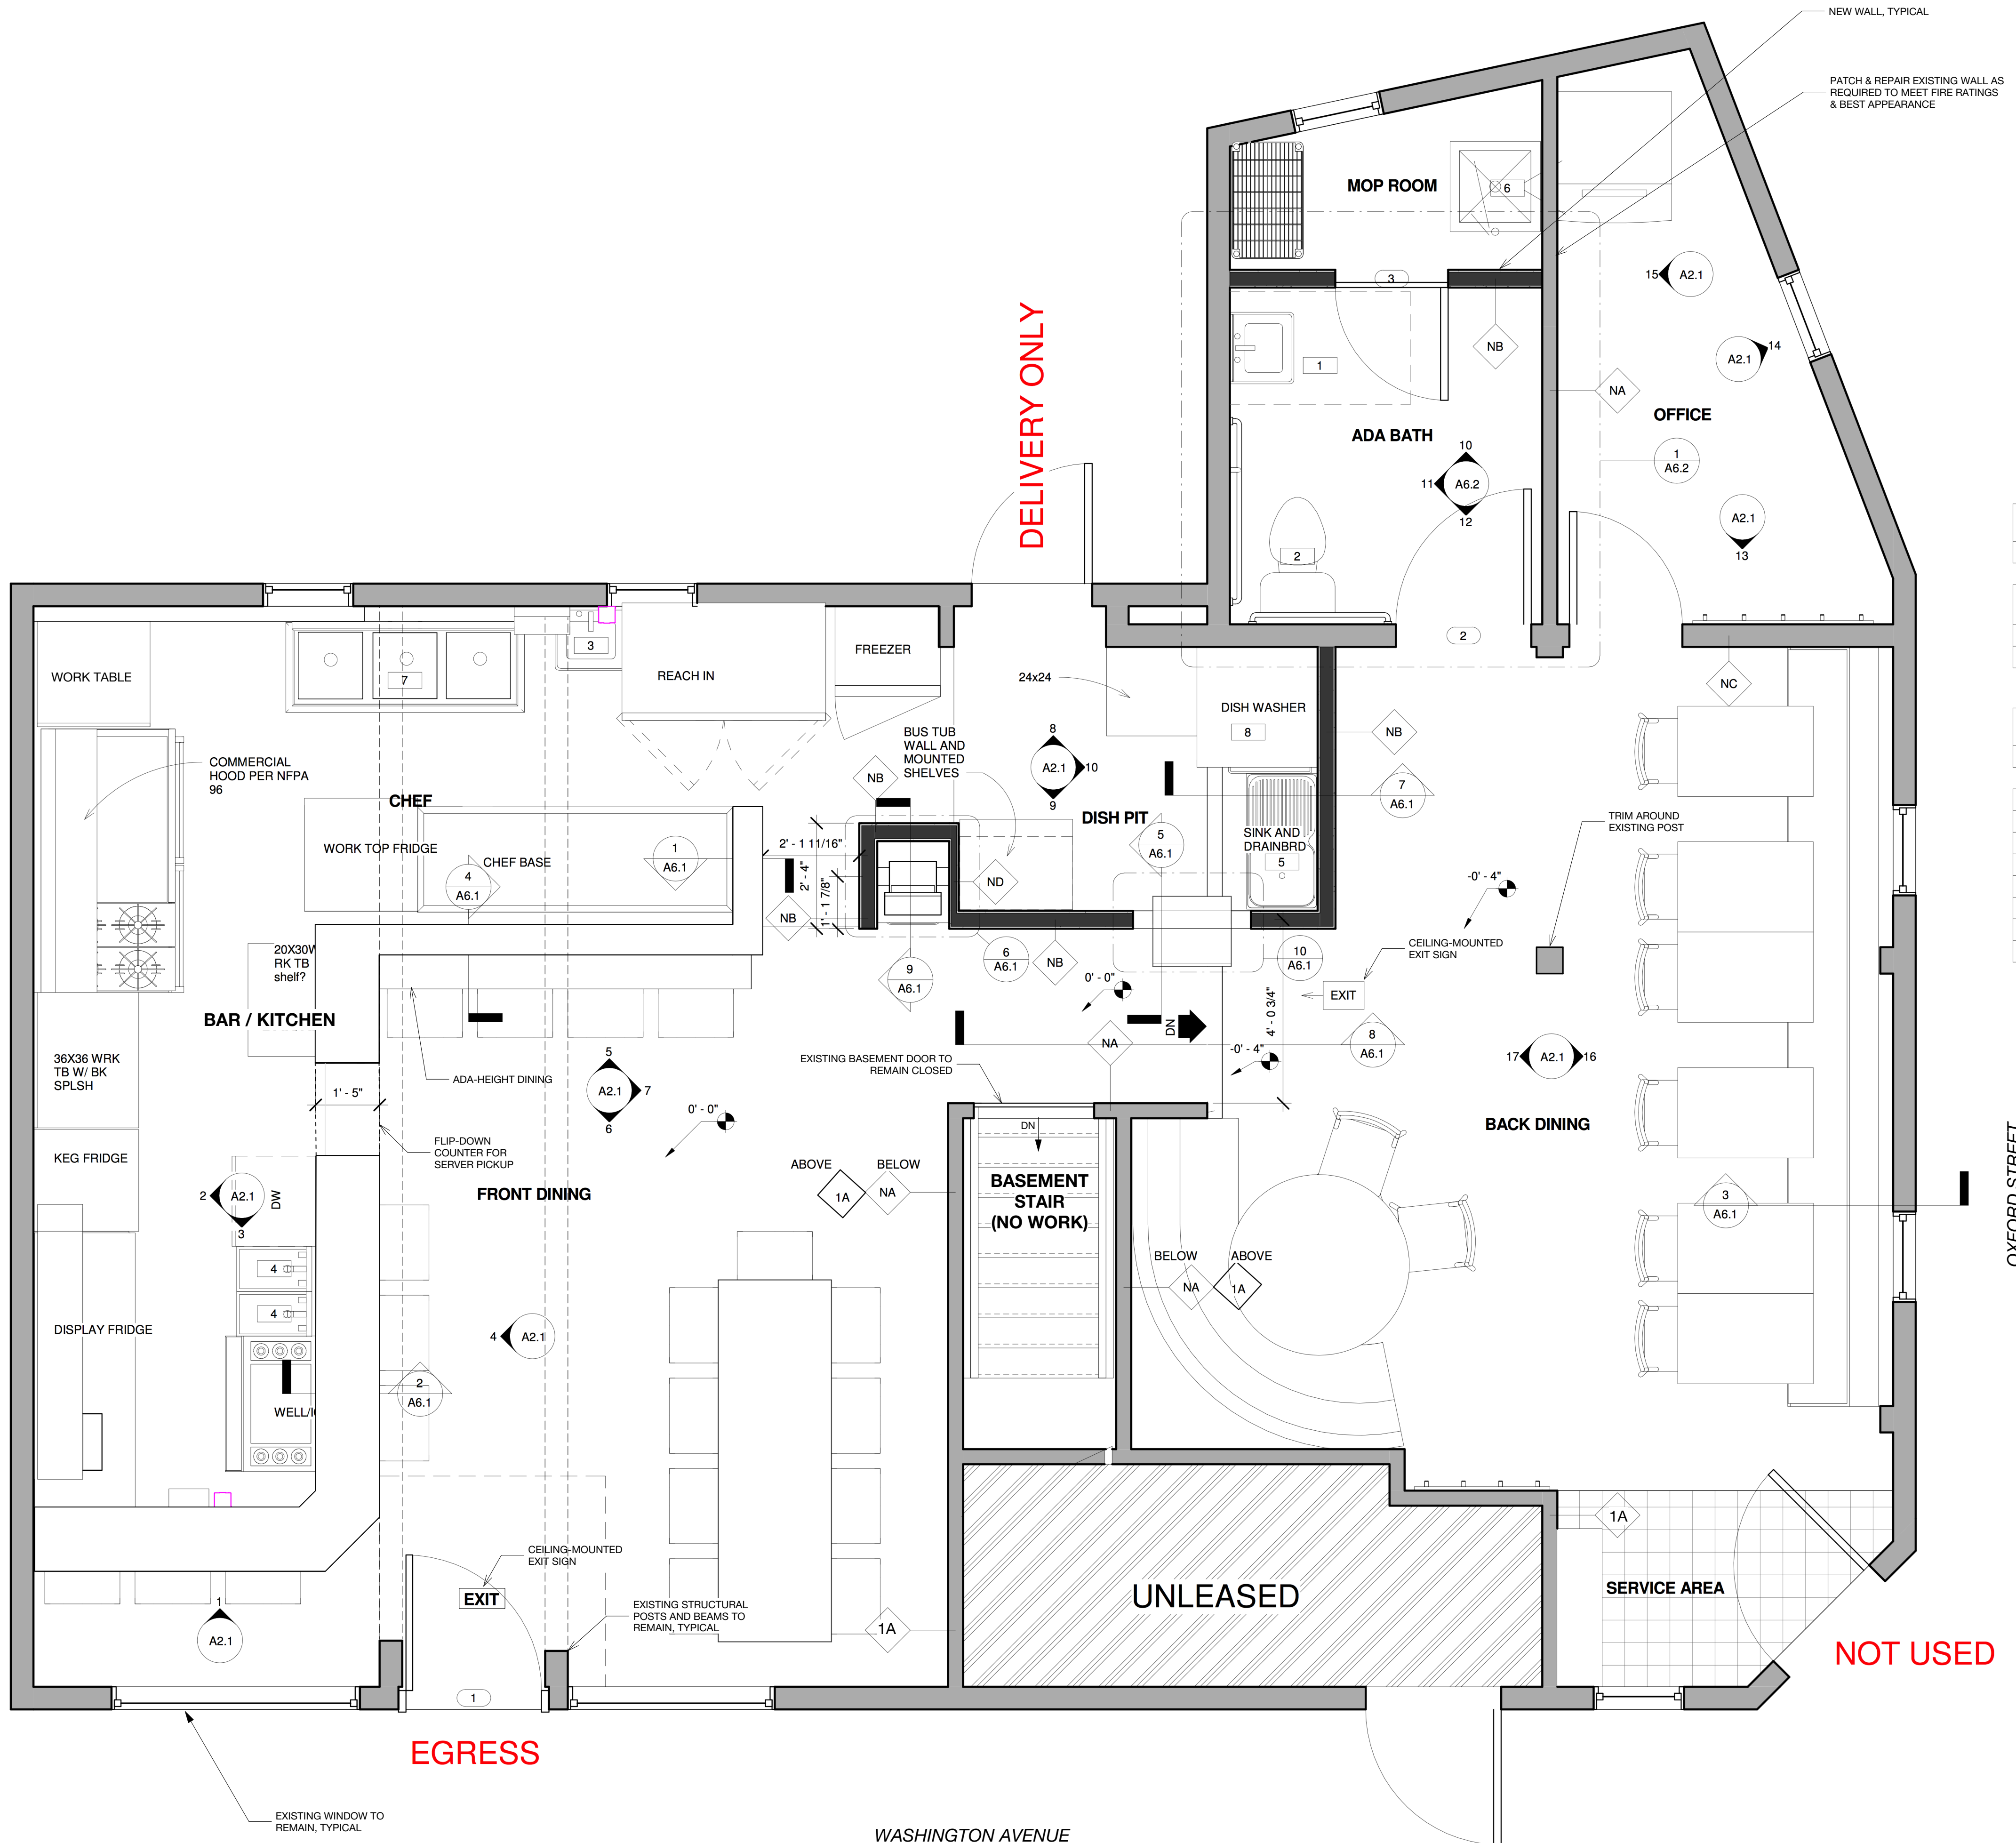 NEW WALL, TYPICAL
PATCH & REPAIR EXISTING WALL AS
REQUIRED TO MEET FIRE RATINGS
& BEST APPEARANCE
MOP ROOM
6
3
15
A2.1
14
A2.1
NB
1
NA
OFFICE
ADA BATH
10
11
A6.2
12
1
A6.2
A2.1
13
2
2
DELIVERY ONLY
WORK TABLE
7
3
REACH IN
FREEZER
24x24
DISH WASHER
8
NC
COMMERCIAL
HOOD PER NFPA
96
BUS TUB
WALL AND
MOUNTED
SHELVES
NB
8
A2.1
10
9
NB
7
A6.1
CHEF
WORK TOP FRIDGE
CHEF BASE
4
A6.1
1
A6.1
2' - 1 11/16"
2' - 4"
1' - 1 7/8"
NB
ND
DISH PIT
5
A6.1
SINK AND
DRAINBRD
5
TRIM AROUND
EXISTING POST
-0' - 4"
CEILING-MOUNTED
EXIT SIGN
EXIT
20X30W
RK TB
shelf?
9
A6.1
6
A6.1
NB
10
A6.1
0' - 0"
4' - 0 3/4"
BAR / KITCHEN
DN
8
A6.1
NA
-0' - 4"
17
A2.1
16
36X36 WRK
TB W/ BK
SPLSH
1' - 5"
ADA-HEIGHT DINING
5
A2.1
7
6
EXISTING BASEMENT DOOR TO
REMAIN CLOSED
0' - 0"
BACK DINING
OXFORD STREET
KEG FRIDGE
FLIP-DOWN
COUNTER FOR
SERVER PICKUP
DN
2
A2.1
3
DW
FRONT DINING
ABOVE
BELOW
1A
NA
BASEMENT
STAIR
(NO WORK)
3
A6.1
BELOW
ABOVE
NA
1A
4
4
DISPLAY FRIDGE
4
A2.1
2
A6.1
WELL/I
1A
CEILING-MOUNTED
EXIT SIGN
EXIT
EXISTING STRUCTURAL
POSTS AND BEAMS TO
REMAIN, TYPICAL
1A
UNLEASED
SERVICE AREA
1
A2.1
NOT USED
1
EGRESS
EXISTING WINDOW TO
REMAIN, TYPICAL
WASHINGTON AVENUE